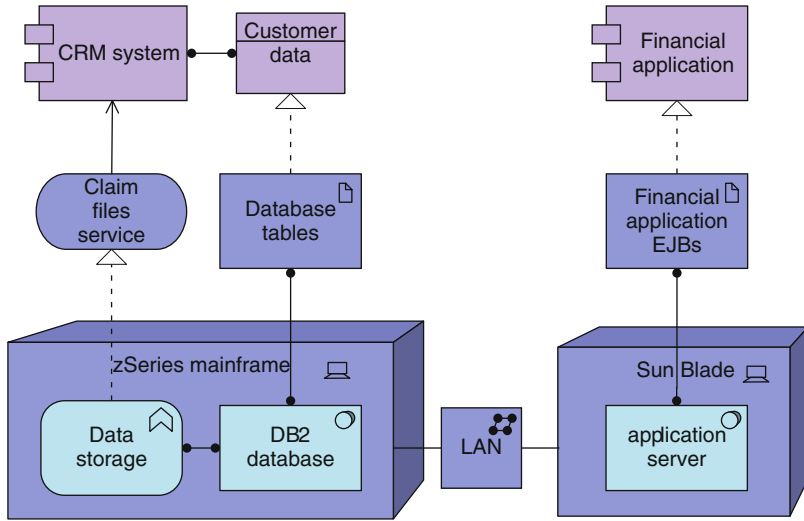 CRM system
Customer
data
Financial
application
Claim
files
service
Database
tables
Financial
application
EJBs
zSeries mainframe
Sun Blade
Data
storage
DB2
database
LAN
application
server